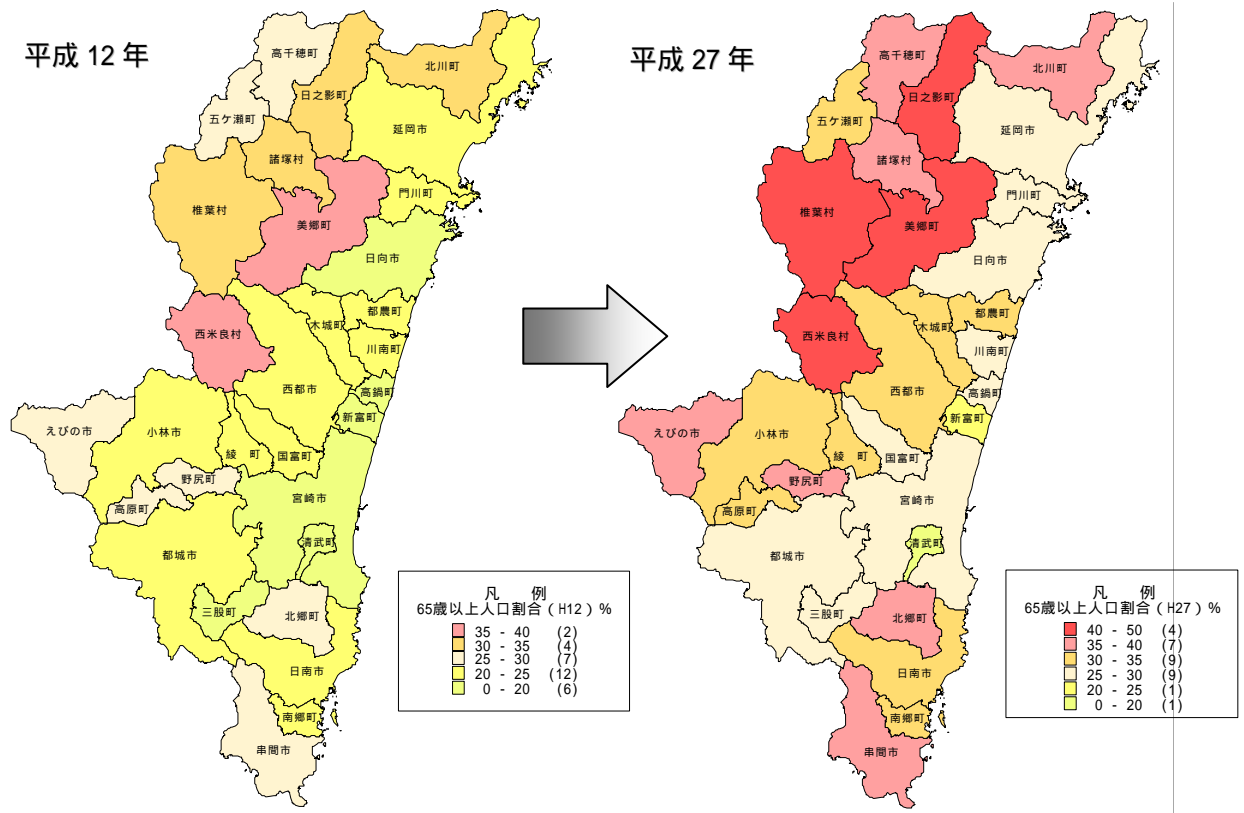 平成 12 年
高千穂町
北川町
日之影町
五ケ瀬町
延岡市
諸塚村
門川町
椎葉村
美郷町
日向市
都農町
木城町
西米良村
川南町
西都市
高鍋町
新富町
えびの市
小林市
綾 町
国富町
野尻町
宮崎市
高原町
清武町
都城市
三股町
北郷町
日南市
南郷町
串間市
凡 例
65歳以上人口割合(H12)%
35 - 40 (2)
30 - 35 (4)
25 - 30 (7)
20 - 25 (12)
0 - 20 (6)
平成 27 年
高千穂町
北川町
日之影町
五ケ瀬町
延岡市
諸塚村
門川町
椎葉村
美郷町
日向市
都農町
木城町
西米良村
川南町
西都市
高鍋町
新富町
えびの市
小林市
綾 町
国富町
野尻町
宮崎市
高原町
清武町
都城市
三股町
北郷町
日南市
南郷町
串間市
凡 例
65歳以上人口割合(H27)%
40 - 50 (4)
35 - 40 (7)
30 - 35 (9)
25 - 30 (9)
20 - 25 (1)
0 - 20 (1)